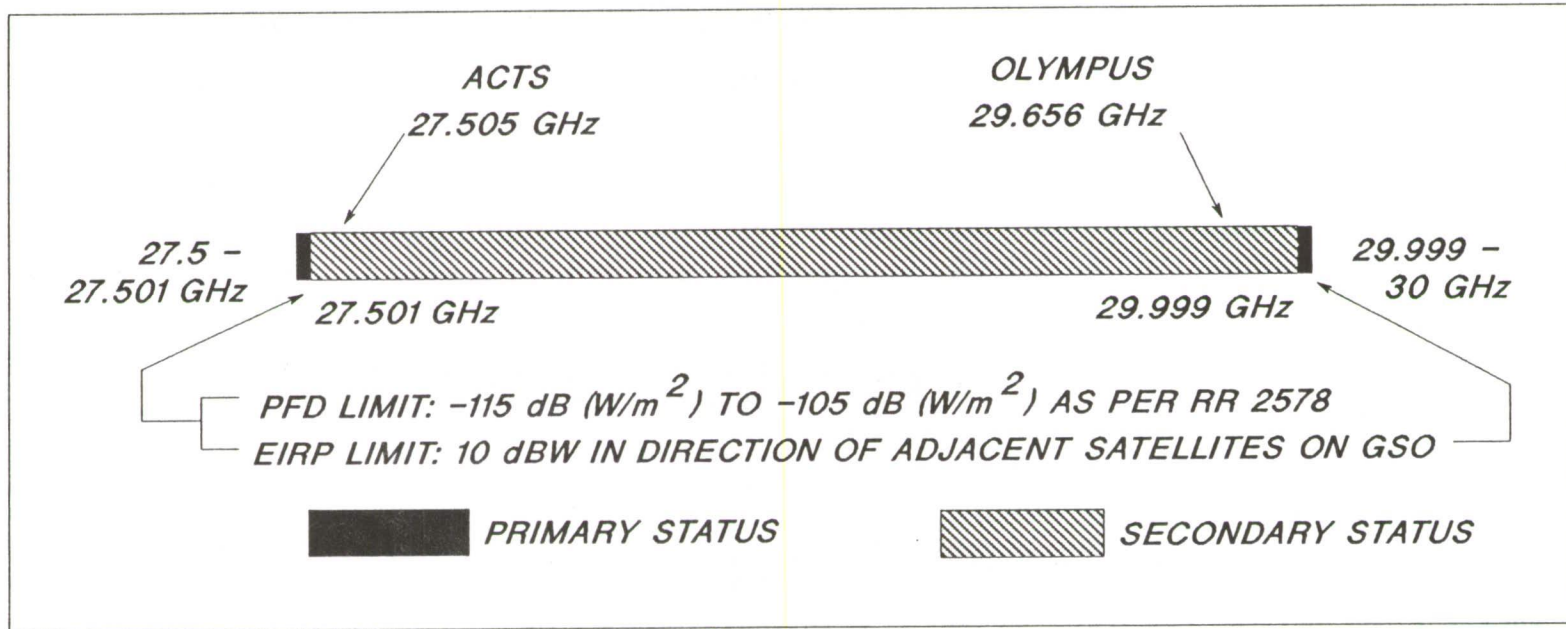 ACTS
27.505 GHz
OLYMPUS
29.656 GHz
27.5 –
27.501 GHz
27.501 GHz
29.999 GHz
29.999 –
30 GHz
PFD LIMIT: –115 dB (W/m²) TO –105 dB (W/m²) AS PER RR 2578
EIRP LIMIT: 10 dBW IN DIRECTION OF ADJACENT SATELLITES ON GSO
PRIMARY STATUS
SECONDARY STATUS